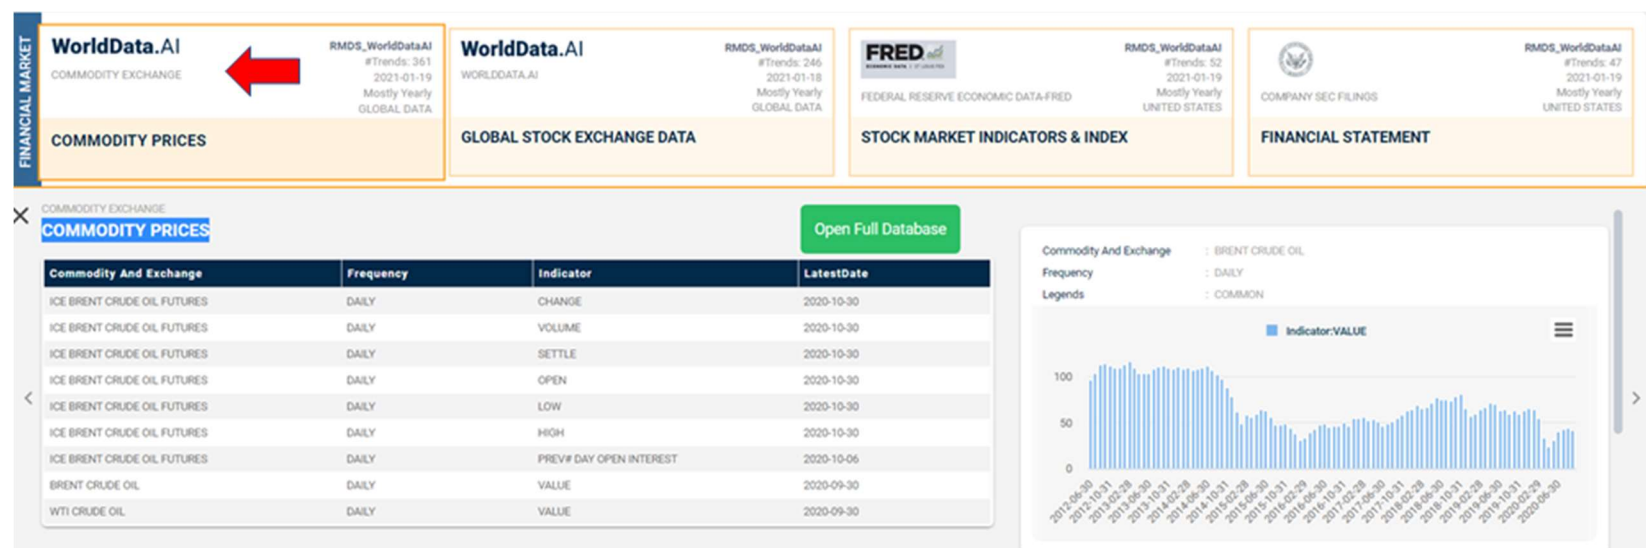 FINANCIAL MARKET
WorldData.AI
COMMODITY EXCHANGE
RMDS_WorldDataAI
#Trends: 361
2021-01-19
Mostly Yearly
GLOBAL DATA
COMMODITY PRICES
WorldData.AI
WORLDDATA.AI
RMDS_WorldDataAI
#Trends: 246
2021-01-18
Mostly Yearly
GLOBAL DATA
GLOBAL STOCK EXCHANGE DATA
FRED
FEDERAL RESERVE ECONOMIC DATA-FRED
RMDS_WorldDataAI
#Trends: 52
2021-01-19
Mostly Yearly
UNITED STATES
STOCK MARKET INDICATORS & INDEX
COMPANY SEC FILINGS
RMDS_WorldDataAI
#Trends: 47
2021-01-19
Mostly Yearly
UNITED STATES
FINANCIAL STATEMENT
COMMODITY EXCHANGE
COMMODITY PRICES
Open Full Database
Commodity And Exchange Frequency Indicator LatestDate
ICE BRENT CRUDE OIL FUTURES DAILY CHANGE 2020-10-30
ICE BRENT CRUDE OIL FUTURES DAILY VOLUME 2020-10-30
ICE BRENT CRUDE OIL FUTURES DAILY SETTLE 2020-10-30
ICE BRENT CRUDE OIL FUTURES DAILY OPEN 2020-10-30
ICE BRENT CRUDE OIL FUTURES DAILY LOW 2020-10-30
ICE BRENT CRUDE OIL FUTURES DAILY HIGH 2020-10-30
ICE BRENT CRUDE OIL FUTURES DAILY PREV# DAY OPEN INTEREST 2020-10-06
BRENT CRUDE OIL DAILY VALUE 2020-09-30
WTI CRUDE OIL DAILY VALUE 2020-09-30
Commodity And Exchange : BRENT CRUDE OIL
Frequency : DAILY
Legends : COMMON
Indicator:VALUE
100
50
0
2012-06-30
2012-10-31
2013-02-28
2013-06-30
2013-10-31
2014-02-28
2014-06-30
2014-10-31
2015-02-28
2015-06-30
2015-10-31
2016-02-29
2016-06-30
2016-10-31
2017-02-28
2017-06-30
2017-10-31
2018-02-28
2018-06-30
2018-10-31
2019-02-28
2019-06-30
2019-10-31
2020-02-29
2020-06-30